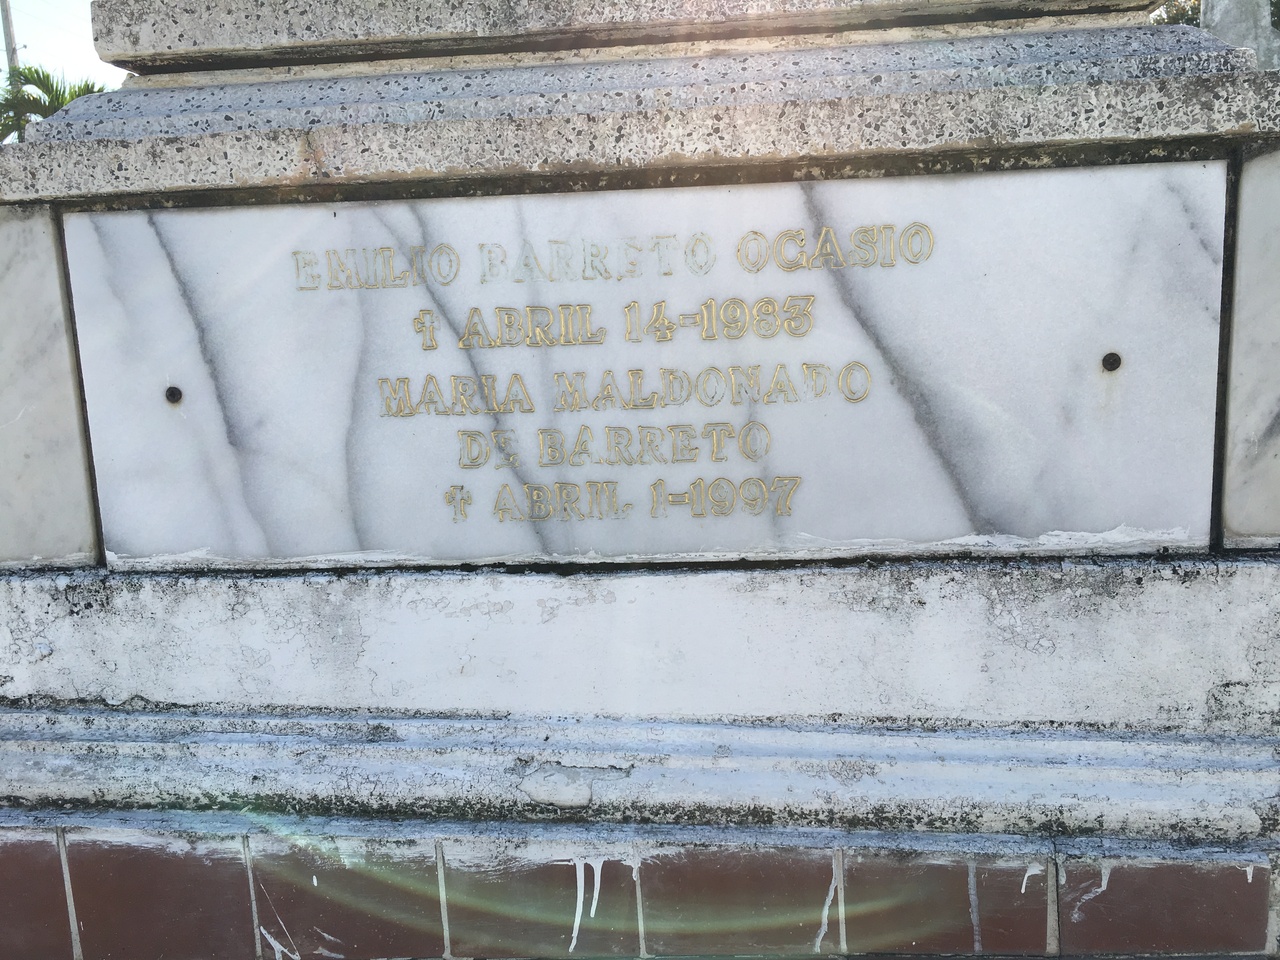 EMILIO BARRETO OCASIO
✝ ABRIL 14-1983
MARIA MALDONADO
DE BARRETO
✝ ABRIL 1-1997